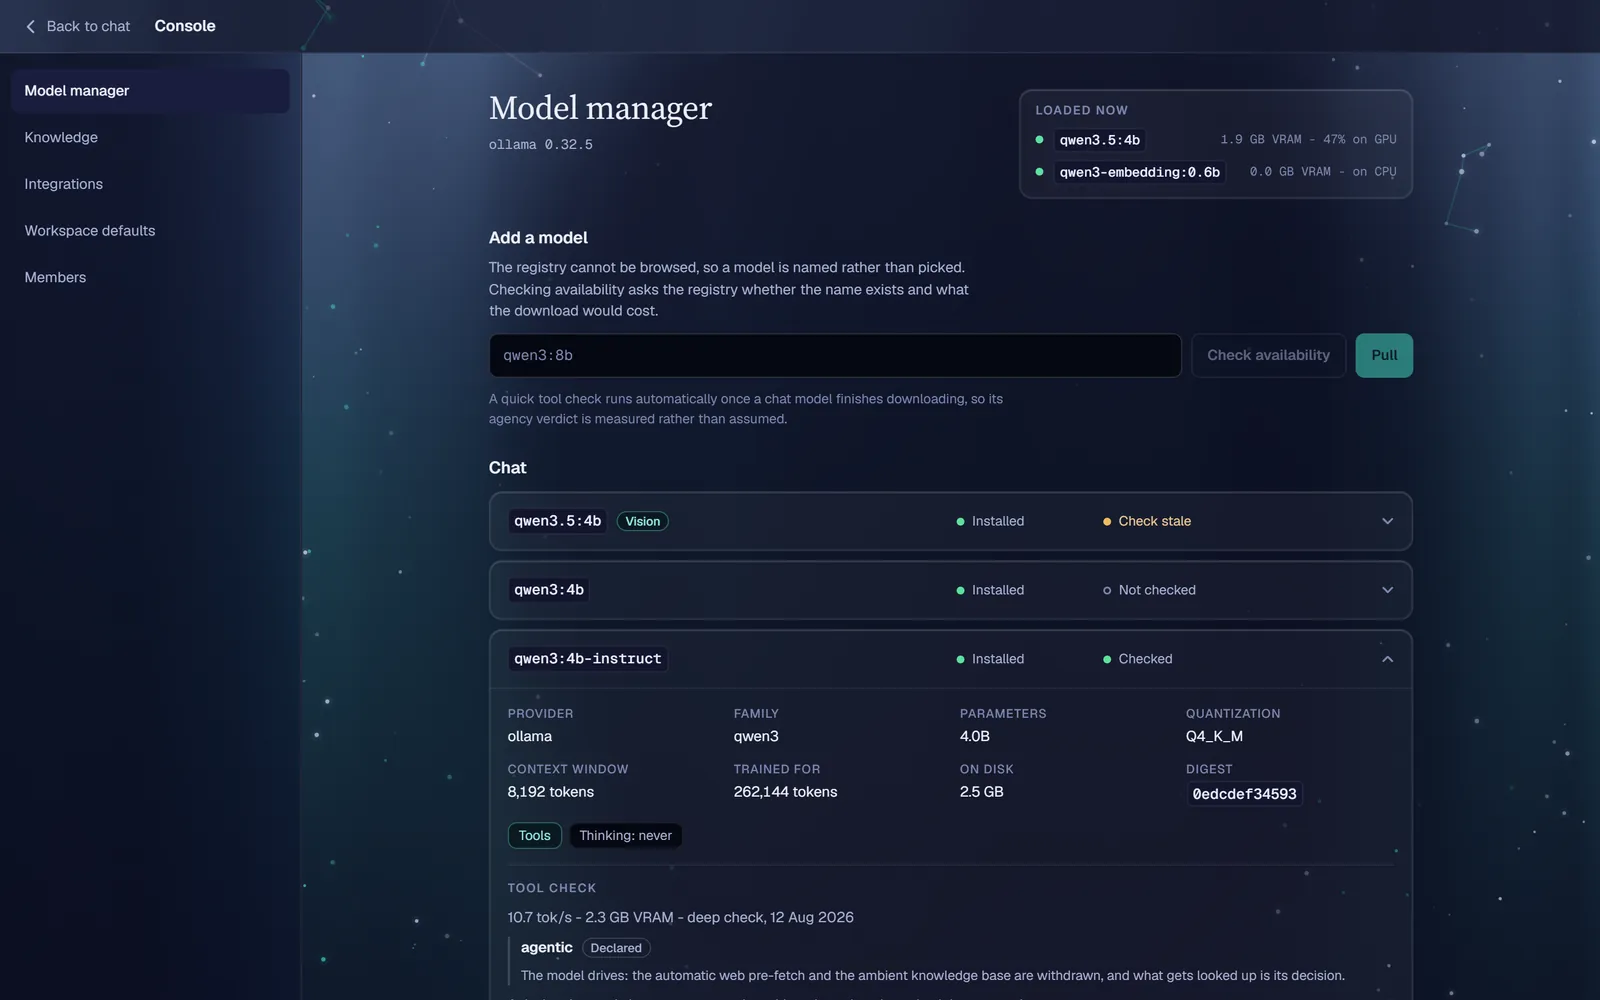 Back to chat
Console
Model manager
Knowledge
Integrations
Workspace defaults
Members
Model manager
ollama 0.32.5
LOADED NOW
qwen3.5:4b
1.9 GB VRAM - 47% on GPU
qwen3-embedding:0.6b
0.0 GB VRAM - on CPU
Add a model
The registry cannot be browsed, so a model is named rather than picked.
Checking availability asks the registry whether the name exists and what
the download would cost.
qwen3:8b
Check availability
Pull
A quick tool check runs automatically once a chat model finishes downloading, so its
agency verdict is measured rather than assumed.
Chat
qwen3.5:4b
Vision
Installed
Check stale
qwen3:4b
Installed
Not checked
qwen3:4b-instruct
Installed
Checked
PROVIDER
FAMILY
PARAMETERS
QUANTIZATION
ollama
qwen3
4.0B
Q4_K_M
CONTEXT WINDOW
TRAINED FOR
ON DISK
DIGEST
8,192 tokens
262,144 tokens
2.5 GB
0edcdef34593
Tools
Thinking: never
TOOL CHECK
10.7 tok/s - 2.3 GB VRAM - deep check, 12 Aug 2026
agentic
Declared
The model drives: the automatic web pre-fetch and the ambient knowledge base are withdrawn, and what gets looked up is its decision.